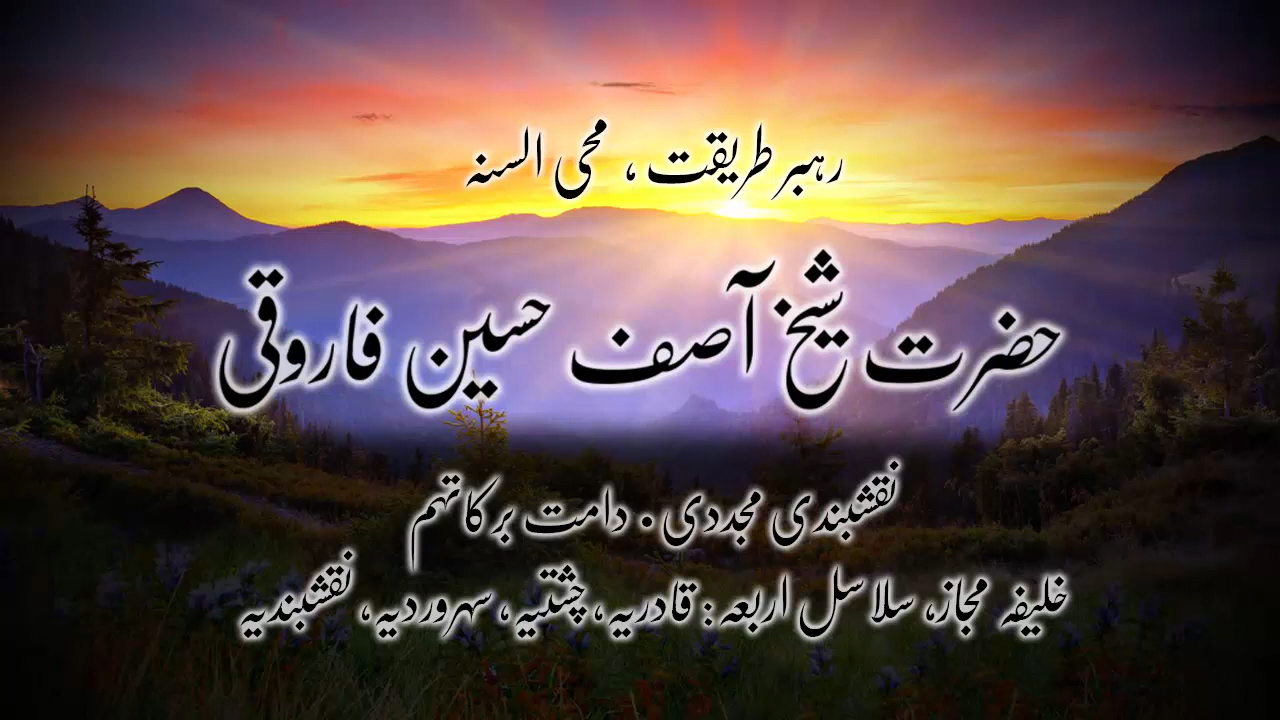 رہبر طریقت، محی السنہ
حضرت شیخ آصف حسین فاروقی
نقشبندی مجددی۔ دامت برکاتہم
خلیفہ مجاز، سلاسل اربعہ: قادریہ، چشتیہ، سہروردیہ، نقشبندیہ